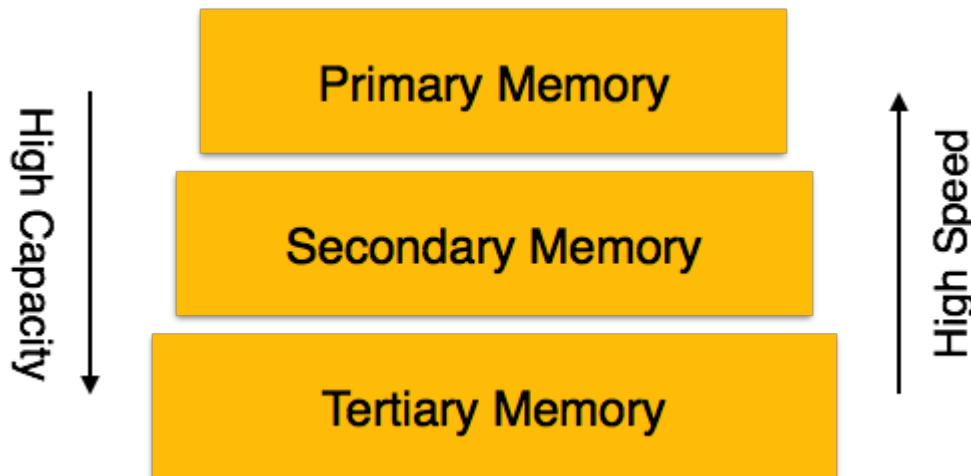 Primary Memory
High Capacity
High Speed
Secondary Memory
Tertiary Memory